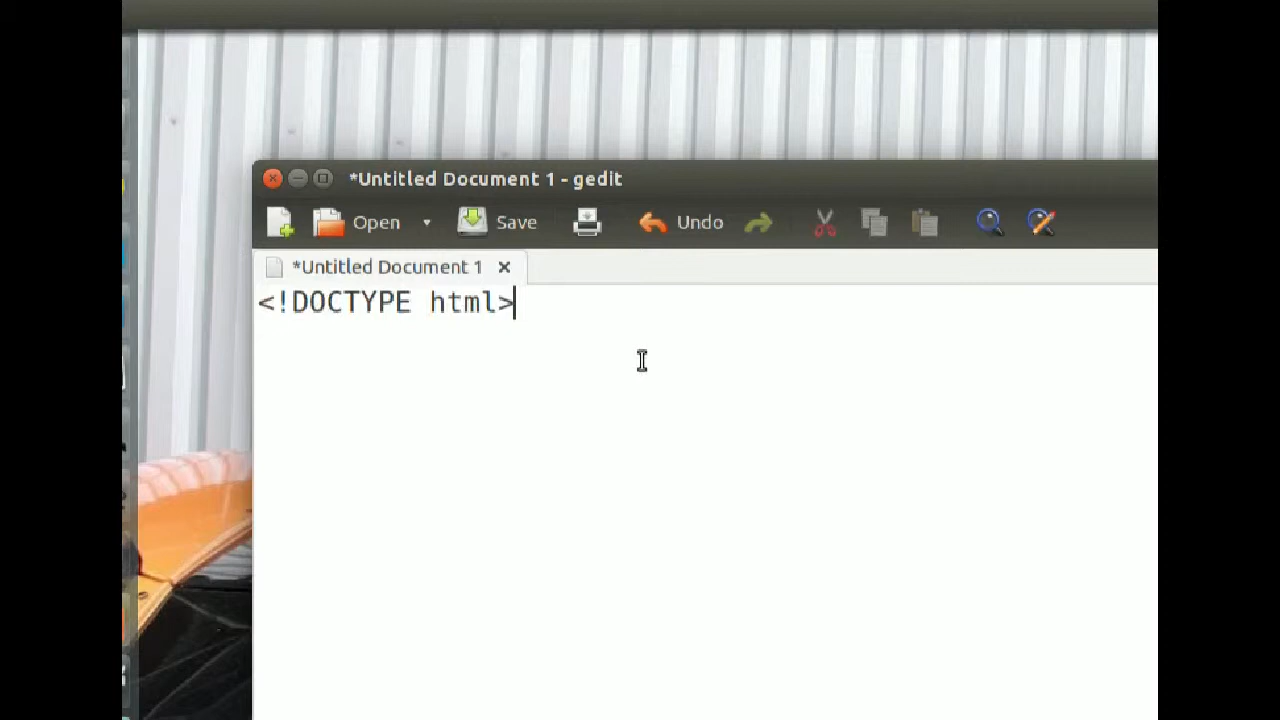 *Untitled Document 1 - gedit
Open Save Undo
*Untitled Document 1
<!DOCTYPE html>